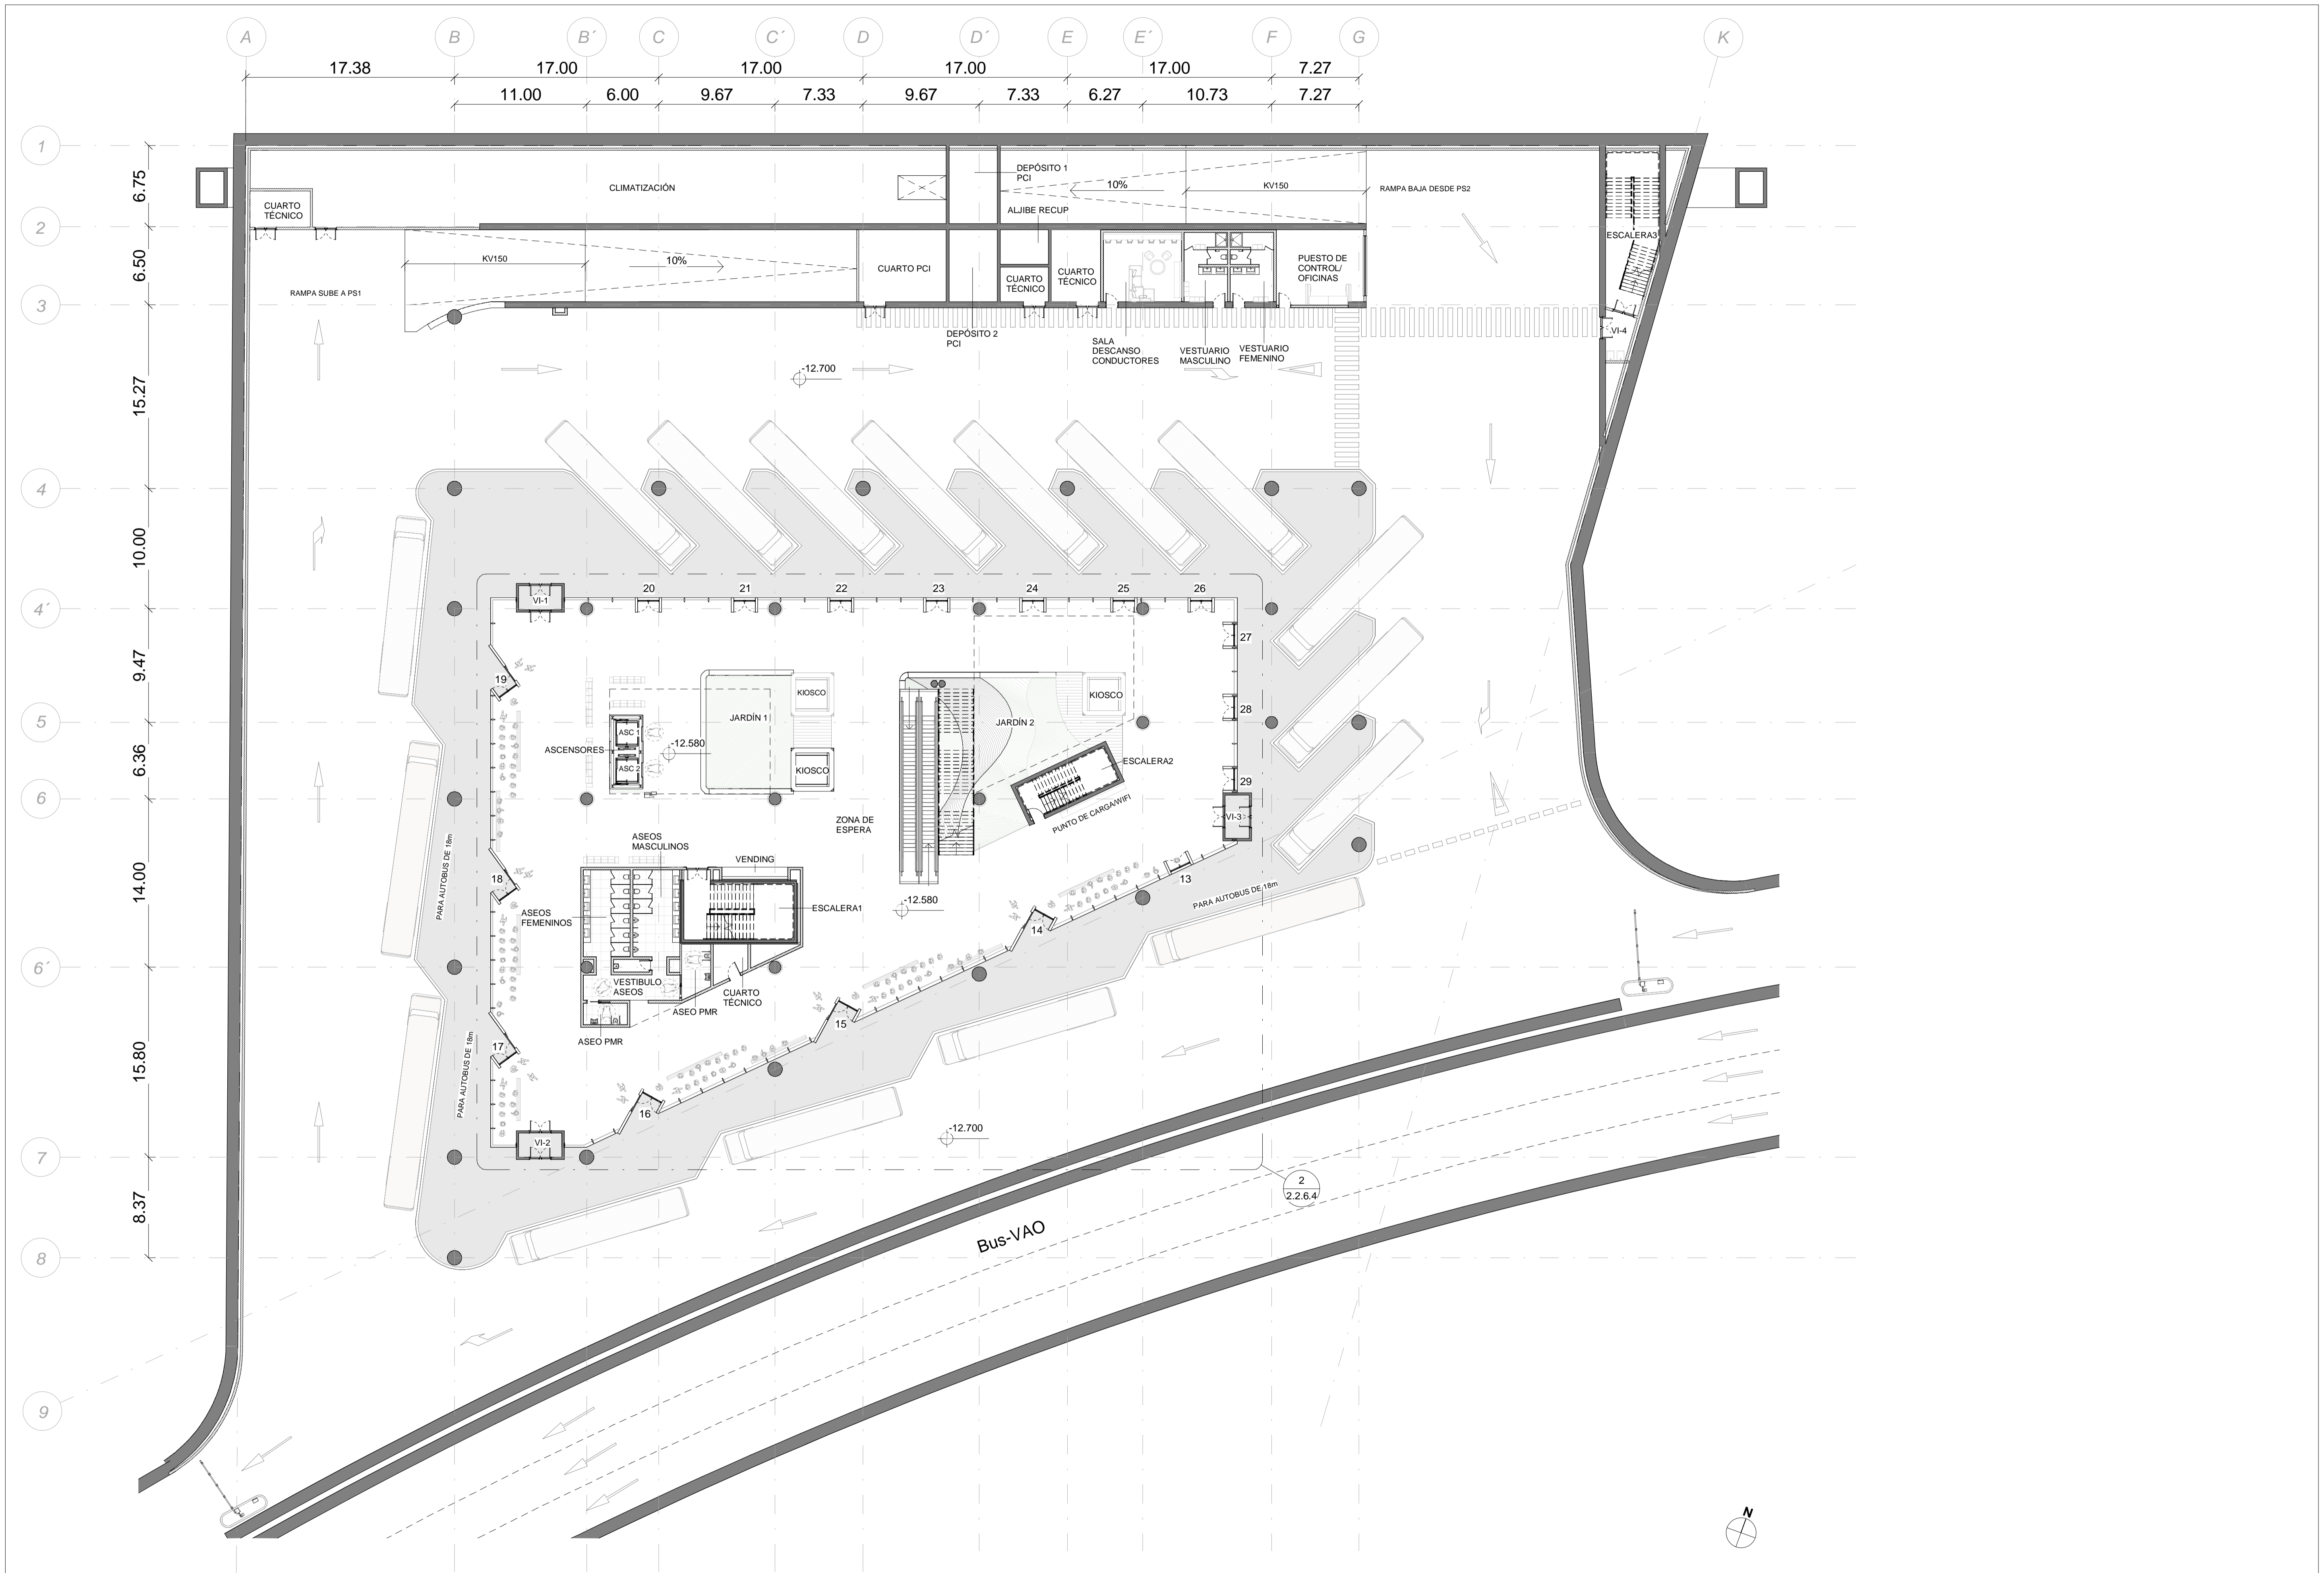 A B B´ C C´ D D´ E E´ F G K
17.38 17.00 17.00 17.00 17.00 7.27
11.00 6.00 9.67 7.33 9.67 7.33 6.27 10.73 7.27
1
2
3
4
4´
5
6
6´
7
8
9
6.75
6.50
15.27
10.00
9.47
6.36
14.00
15.80
8.37
CUARTO
TÉCNICO
CLIMATIZACIÓN
DEPÓSITO 1
PCI
10%
KV150
RAMPA BAJA DESDE PS2
ALJIBE RECUP
ESCALERA3
KV150
10%
RAMPA SUBE A PS1
CUARTO PCI
CUARTO
TÉCNICO
CUARTO
TÉCNICO
PUESTO DE
CONTROL/
OFICINAS
VI-4
DEPÓSITO 2
PCI
SALA
DESCANSO
CONDUCTORES
VESTUARIO
MASCULINO
VESTUARIO
FEMENINO
-12.700
VI-1
20
21
22
23
24
25
26
27
28
29
19
KIOSCO
KIOSCO
JARDÍN 1
JARDÍN 2
ASC 1
ASCENSORES
-12.580
ASC 2
KIOSCO
ESCALERA2
PUNTO DE CARGA/WIFI
VI-3
ZONA DE
ESPERA
PARA AUTOBUS DE 18m
ASEOS
MASCULINOS
VENDING
18
13
PARA AUTOBUS DE 18m
ASEOS
FEMENINOS
ESCALERA1
-12.580
14
VESTIBULO
ASEOS
CUARTO
TÉCNICO
ASEO PMR
15
ASEO PMR
17
PARA AUTOBUS DE 18m
16
VI-2
-12.700
2
2.2.6.4
Bus-VAO
N